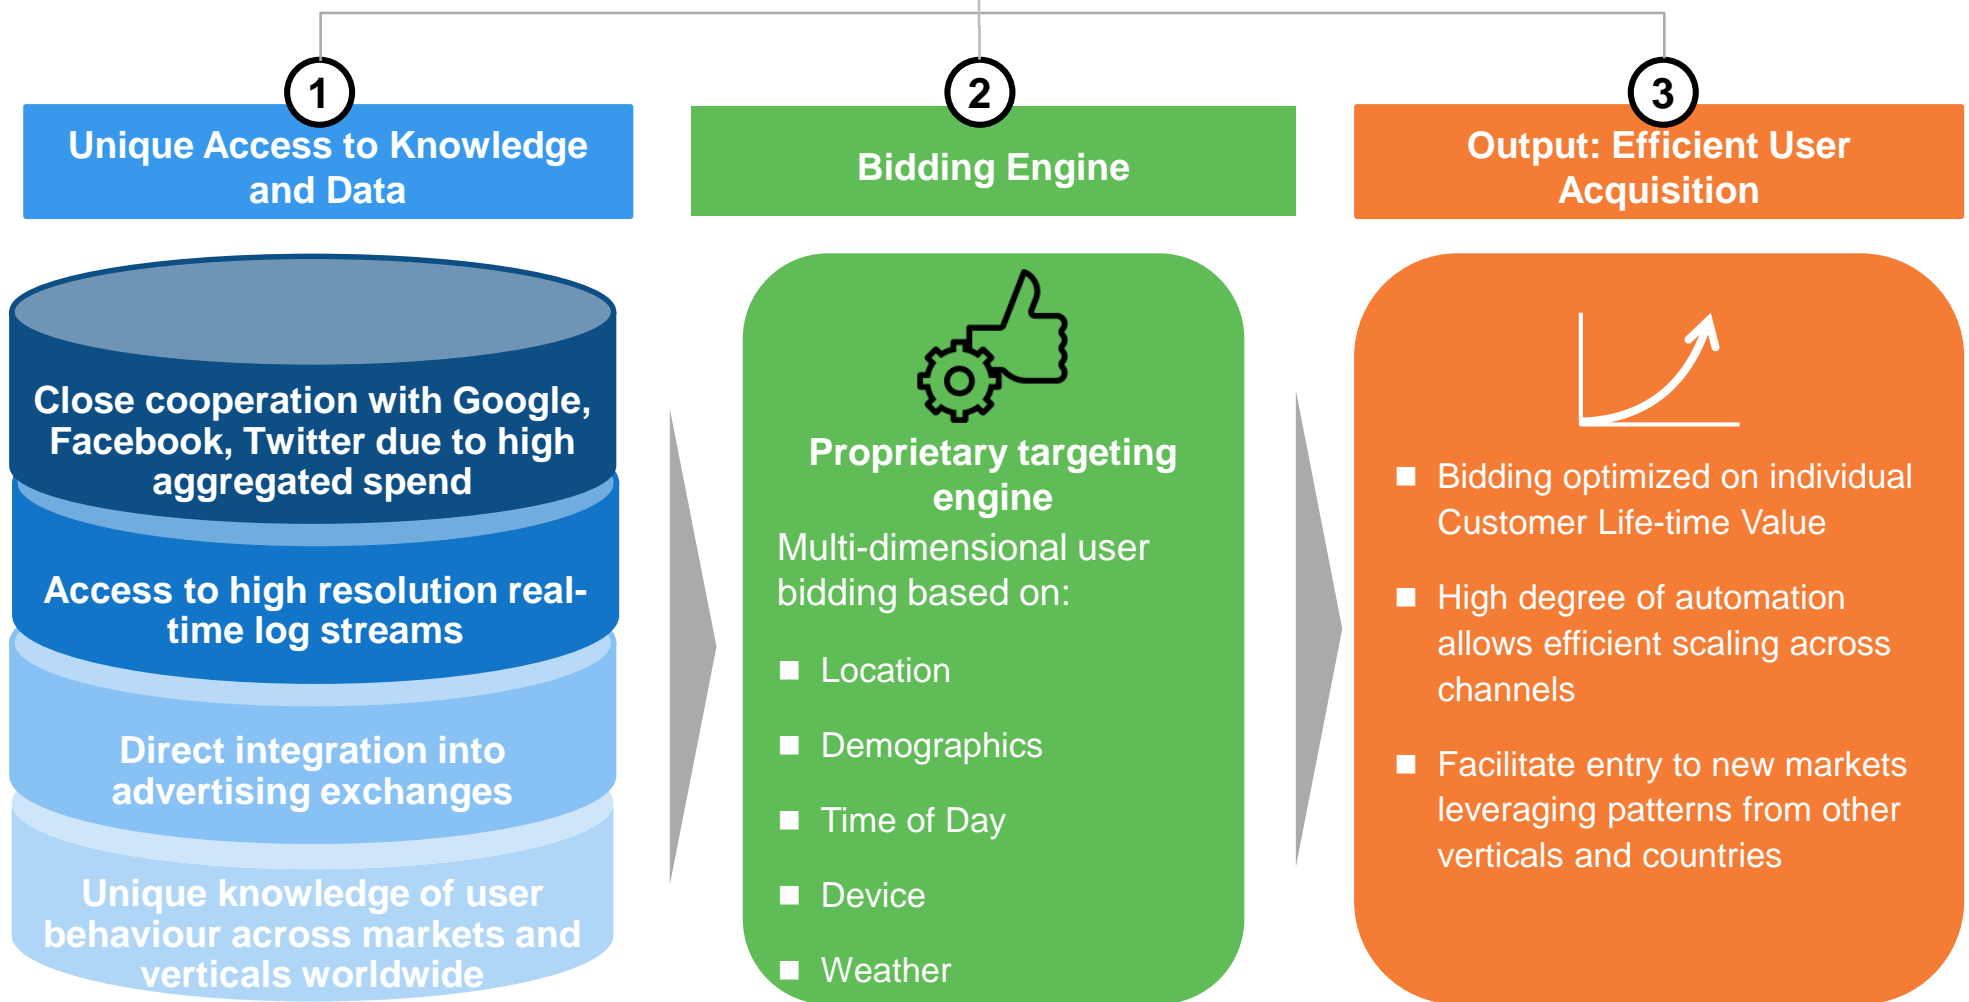 1
Unique Access to Knowledge
and Data
Close cooperation with Google,
Facebook, Twitter due to high
aggregated spend
Access to high resolution real-
time log streams
Direct integration into
advertising exchanges
Unique knowledge of user
behaviour across markets and
verticals worldwide
2
Bidding Engine
Proprietary targeting
engine
Multi-dimensional user
bidding based on:
Location
Demographics
Time of Day
Device
Weather
3
Output: Efficient User
Acquisition
Bidding optimized on individual
Customer Life-time Value
High degree of automation
allows efficient scaling across
channels
Facilitate entry to new markets
leveraging patterns from other
verticals and countries